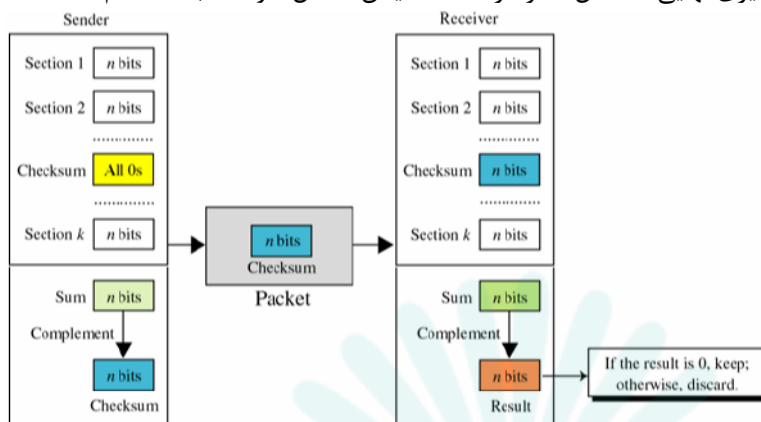 Sender
Section 1 n bits
Section 2 n bits
Checksum All 0s
Section k n bits
Sum n bits
Complement
n bits
Checksum
n bits
Checksum
Packet
Receiver
Section 1 n bits
Section 2 n bits
Checksum n bits
Section k n bits
Sum n bits
Complement
n bits
Result
If the result is 0, keep;
otherwise, discard.